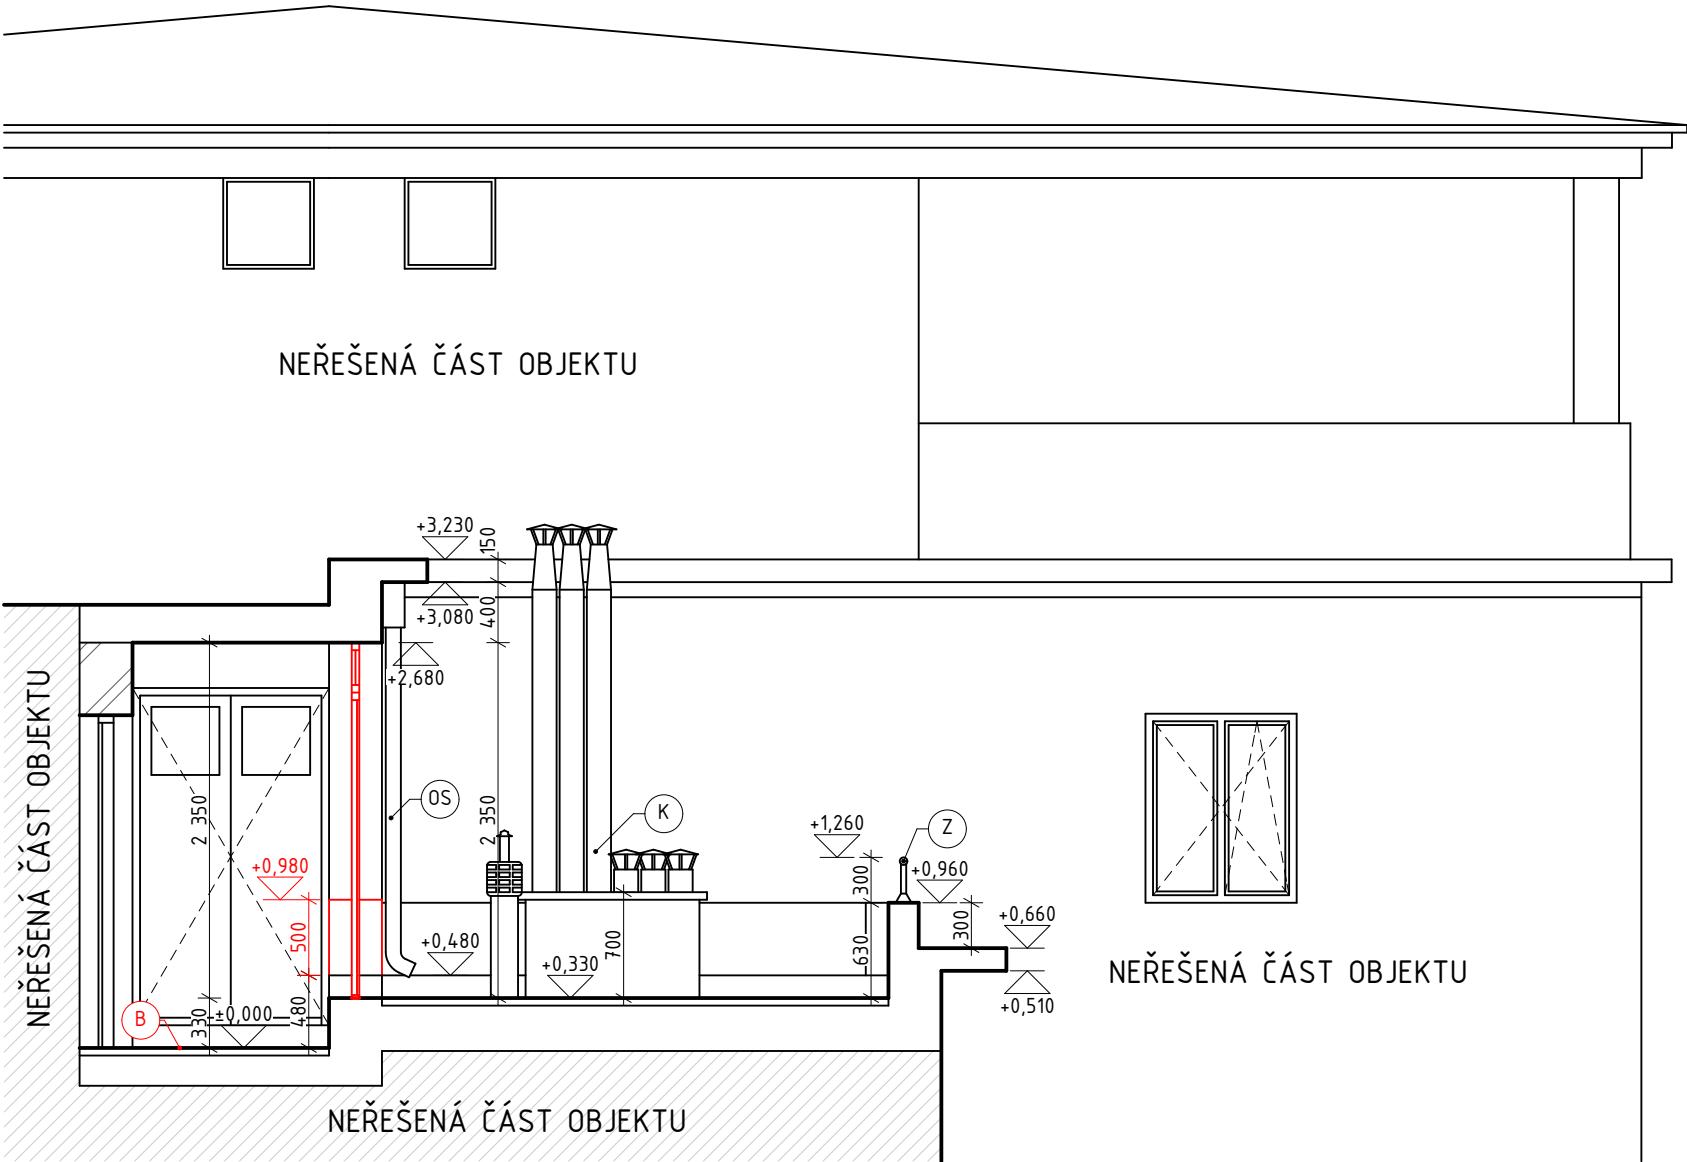 NEŘEŠENÁ ČÁST OBJEKTU
+3,230
150
+3,080
400
+2,680
NEŘEŠENÁ ČÁST OBJEKTU
2 350
OS
2 350
K
+1,260
Z
+0,980
300
+0,960
500
+0,480
+0,330
700
630
300
+0,660
NEŘEŠENÁ ČÁST OBJEKTU
+0,510
B
330
±0,000
480
NEŘEŠENÁ ČÁST OBJEKTU